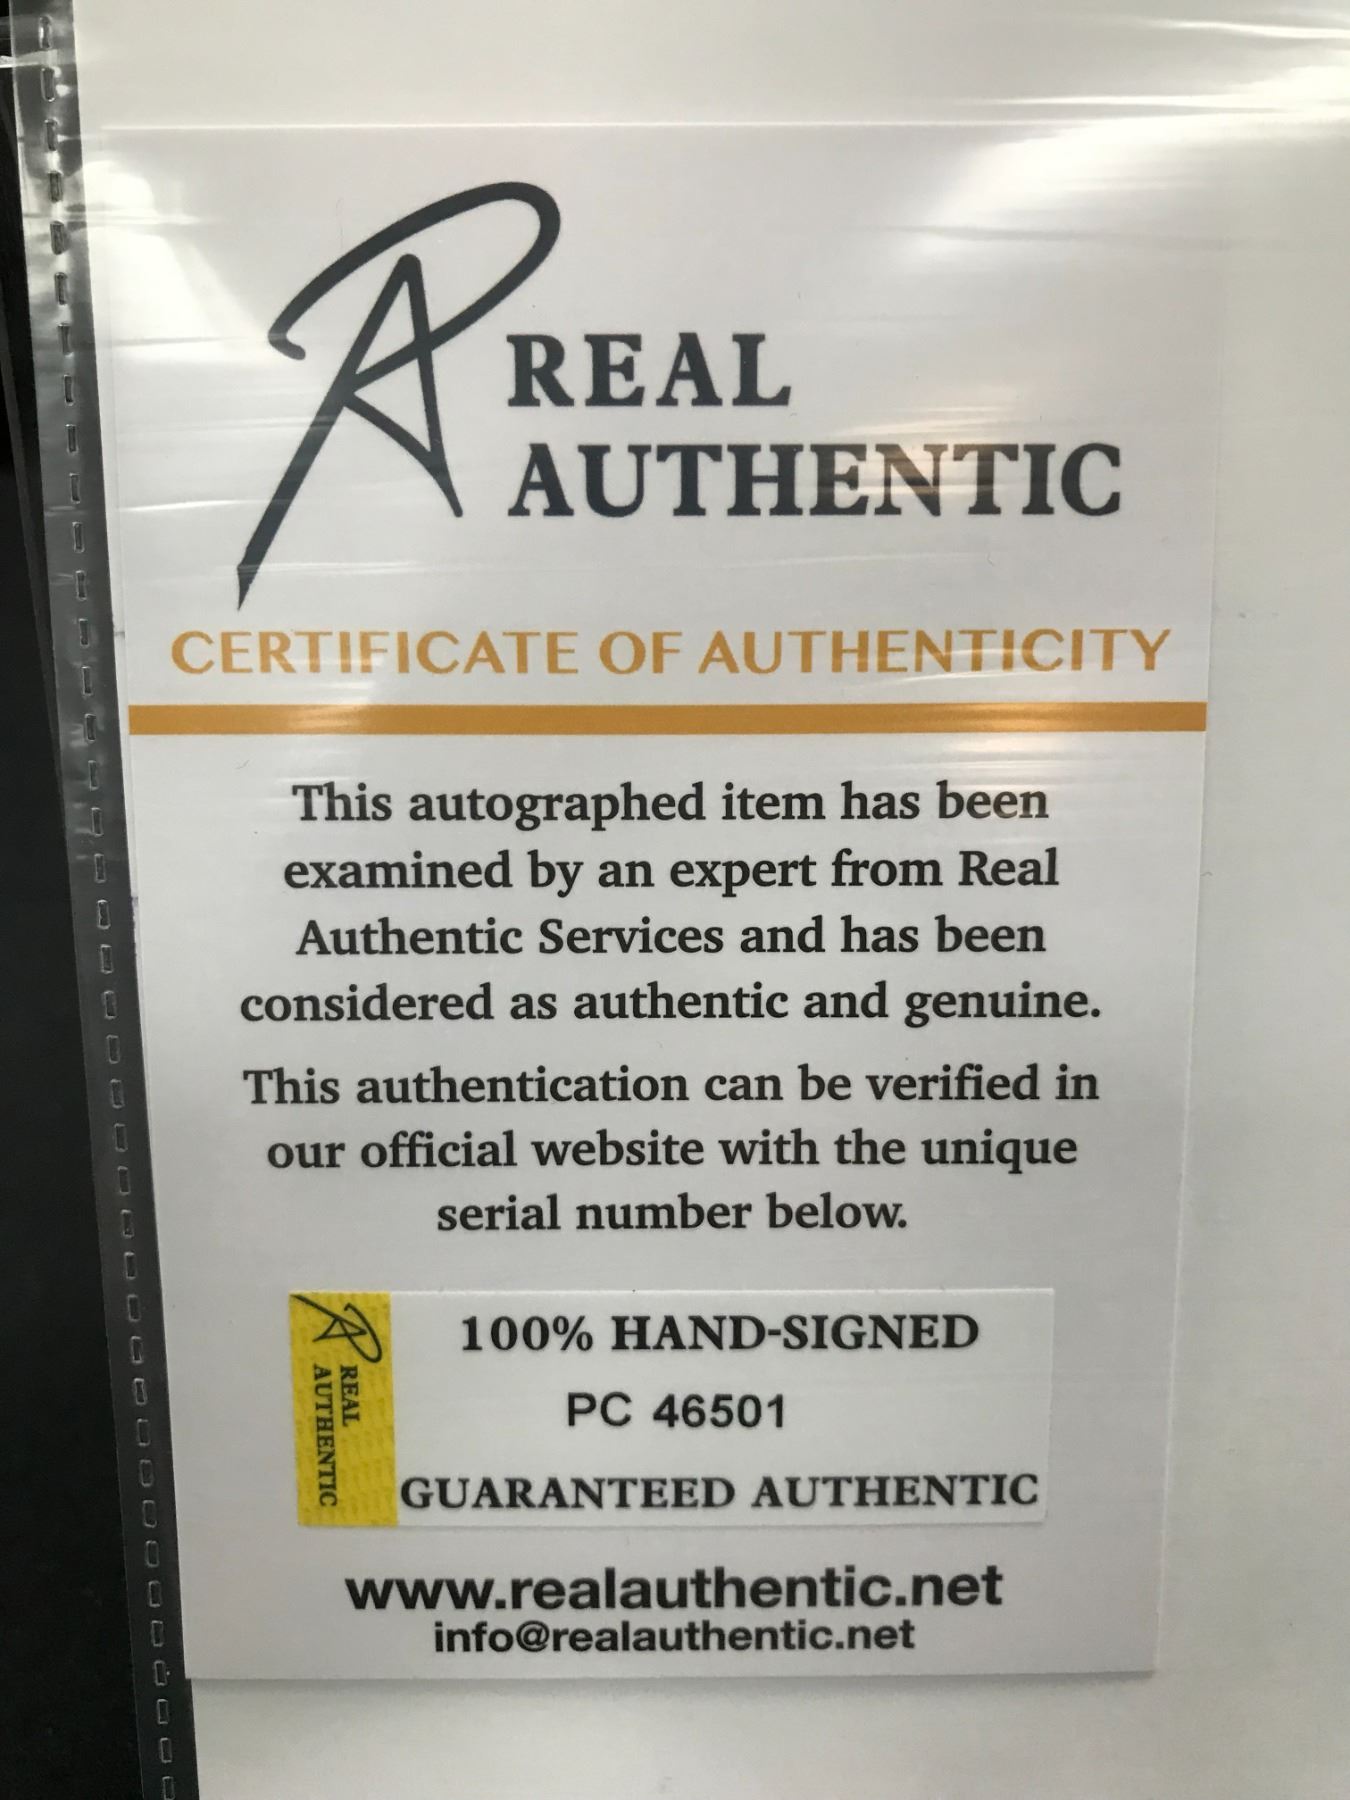 REAL
AUTHENTIC
CERTIFICATE OF AUTHENTICITY
This autographed item has been
examined by an expert from Real
Authentic Services and has been
considered as authentic and genuine.
This authentication can be verified in
our official website with the unique
serial number below.
REAL
AUTHENTIC
100% HAND-SIGNED
PC 46501
GUARANTEED AUTHENTIC
www.realauthentic.net
info@realauthentic.net